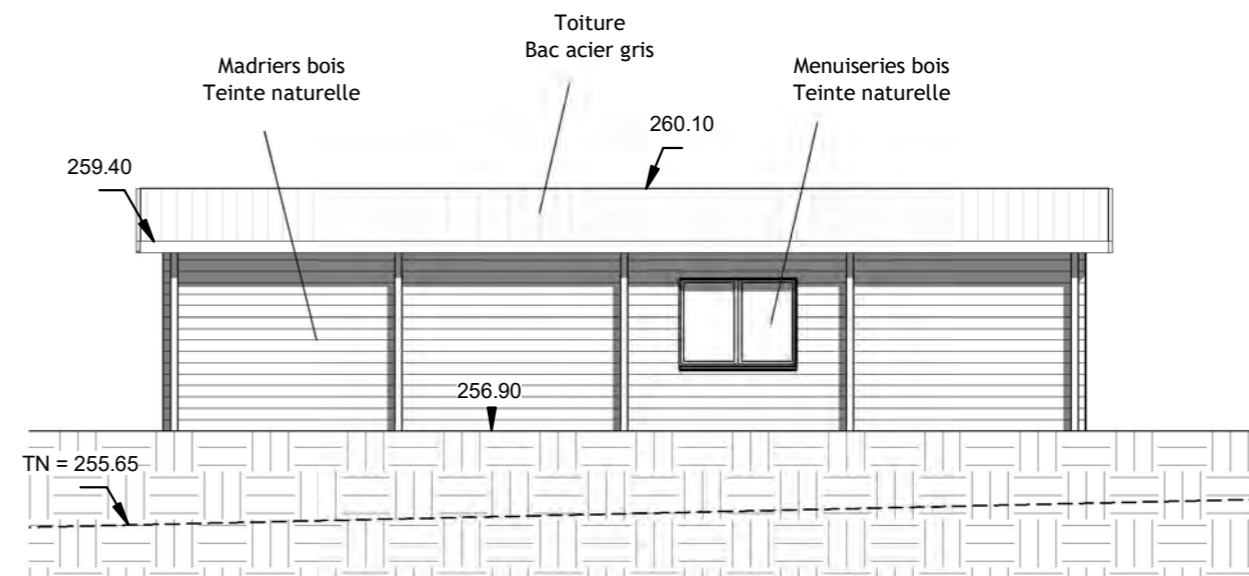 Toiture
Bac acier gris
Madriers bois
Teinte naturelle
Menuiseries bois
Teinte naturelle
260.10
259.40
256.90
TN = 255.65